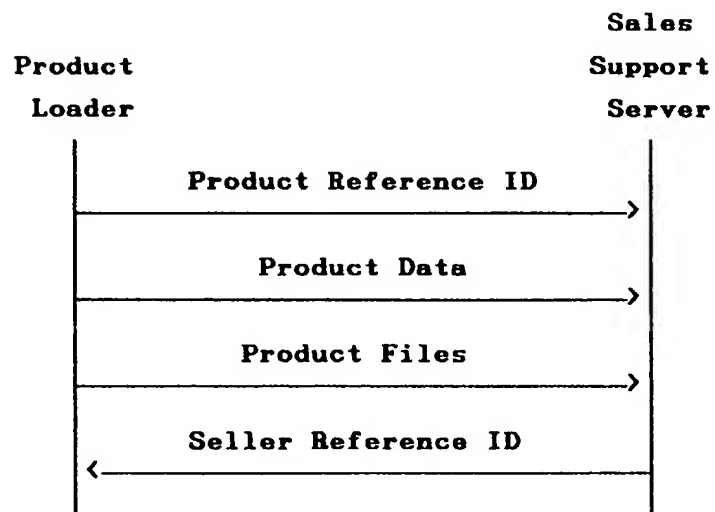 Sales
Product Support
Loader Server
Product Reference ID
Product Data
Product Files
Seller Reference ID